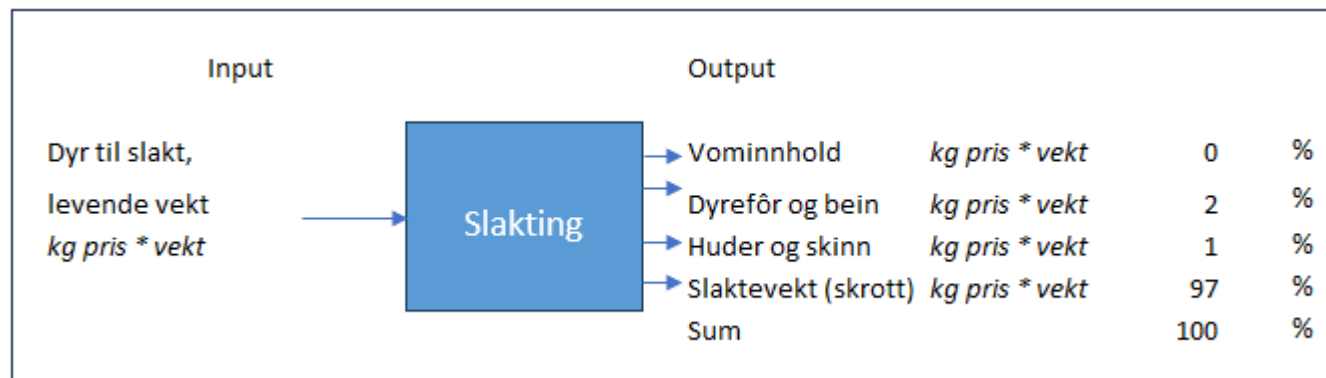 Input Output
Dyr til slakt,
levende vekt
kg pris * vekt
Slakting
Vominnhold kg pris * vekt 0 %
Dyrefôr og bein kg pris * vekt 2 %
Huder og skinn kg pris * vekt 1 %
Slaktevekt (skrott) kg pris * vekt 97 %
Sum 100 %